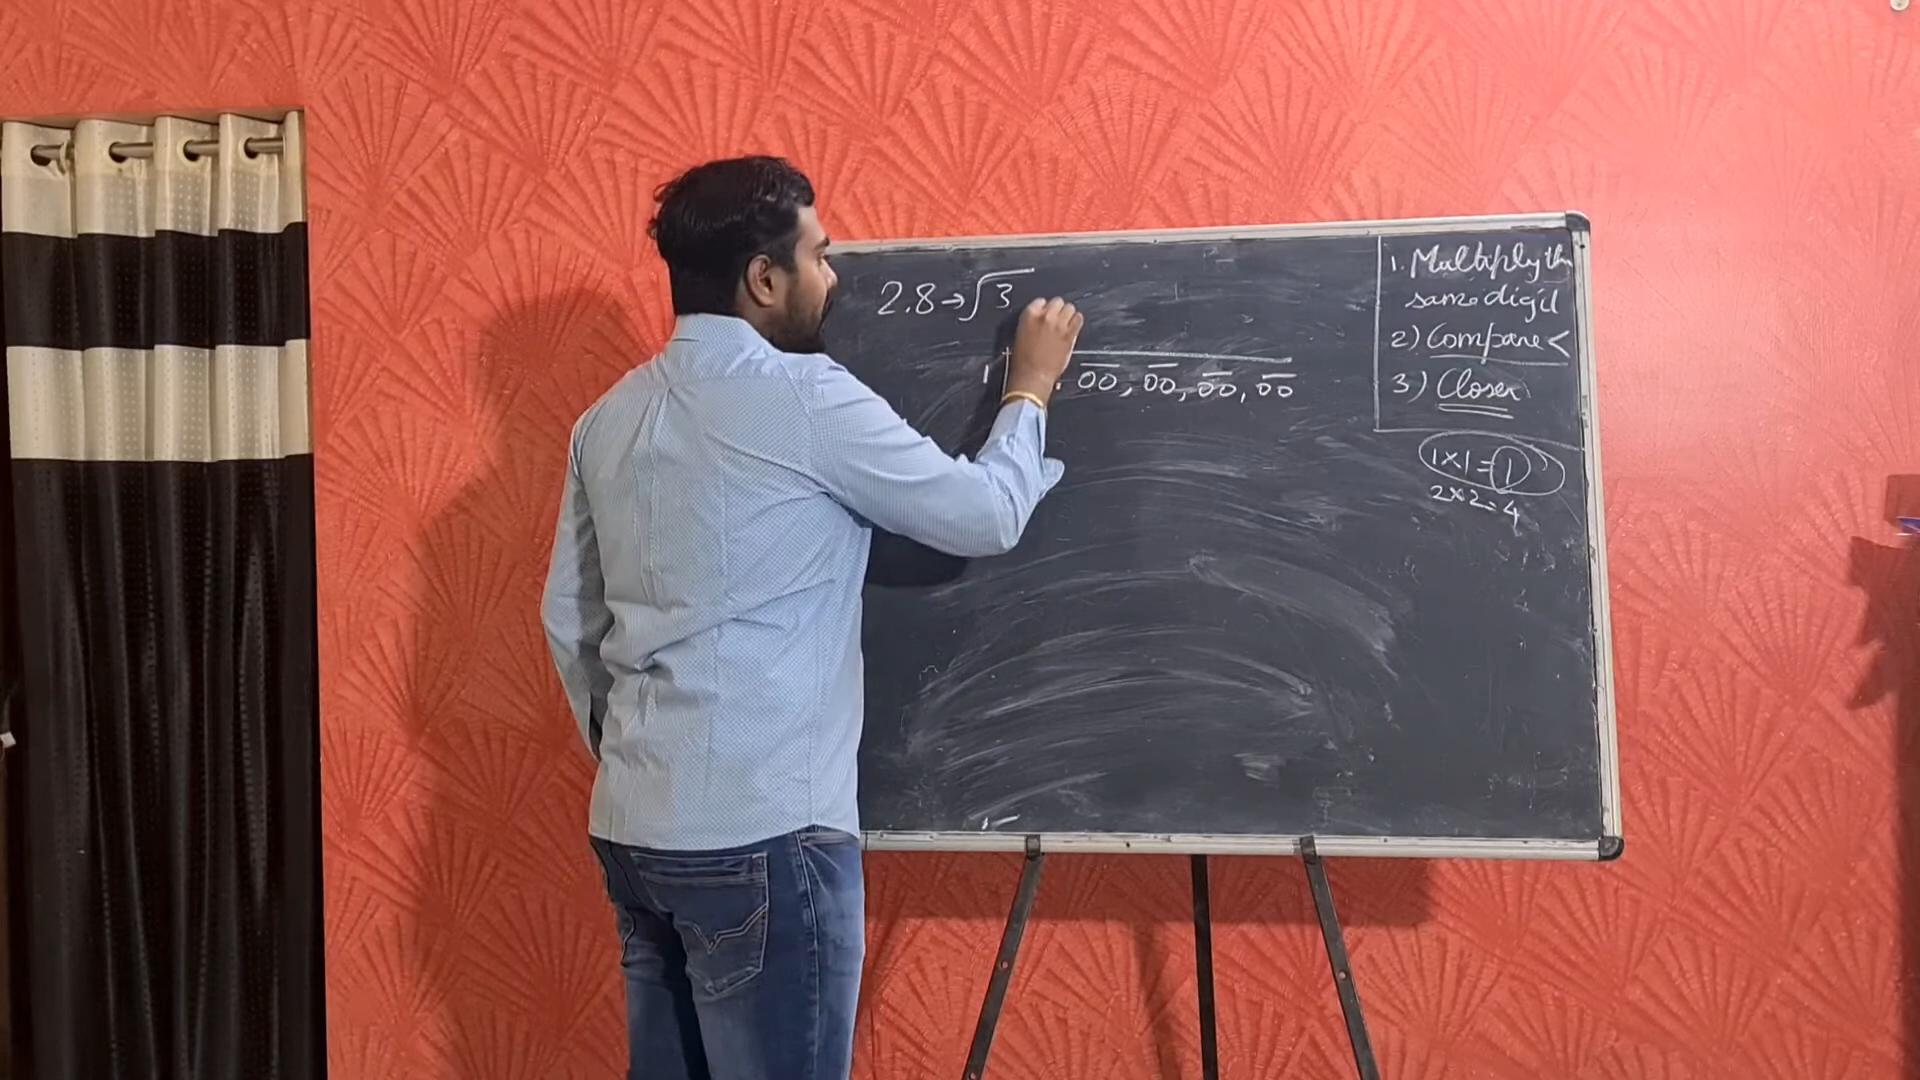 2.8→√3
1 . 00, 00, 00, 00
1. Multiply the
same digit
2) Compare <
3) Closer
1×1=1
2×2=4